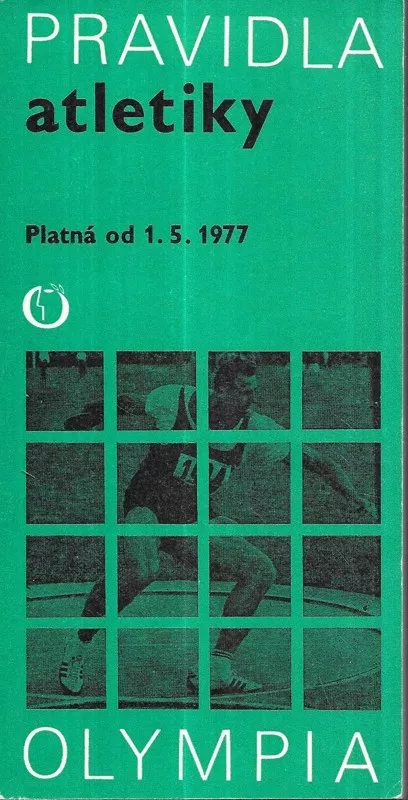 PRAVIDLA
atletiky
Platná od 1. 5. 1977
OLYMPIA